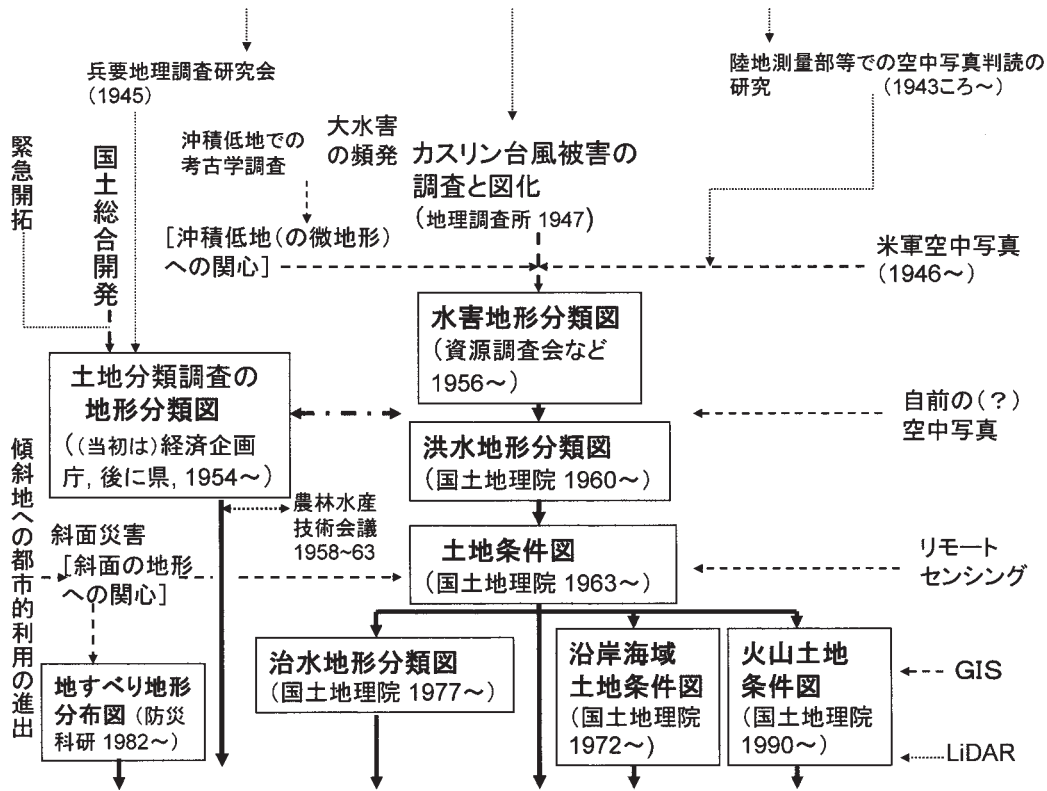 兵要地理調査研究会
(1945)
陸地測量部等での空中写真判読の
研究　　　　(1943ころ～)
緊急開拓
国土総合開発
沖積低地での
考古学調査
大水害
の頻発
カスリン台風被害の
調査と図化
(地理調査所 1947)
[沖積低地(の微地形)
への関心]
米軍空中写真
(1946～)
水害地形分類図
(資源調査会など
1956～)
土地分類調査の
地形分類図
((当初は)経済企画
庁, 後に県, 1954～)
自前の(？)
空中写真
洪水地形分類図
(国土地理院 1960～)
傾斜地への都市的利用の進出
農林水産
技術会議
1958~63
斜面災害
[斜面の地形
への関心]
土地条件図
(国土地理院 1963～)
リモート
センシング
治水地形分類図
(国土地理院 1977～)
沿岸海域
土地条件図
(国土地理院
1972～)
火山土地
条件図
(国土地理院
1990～)
GIS
地すべり地形
分布図 (防災
科研 1982～)
LiDAR